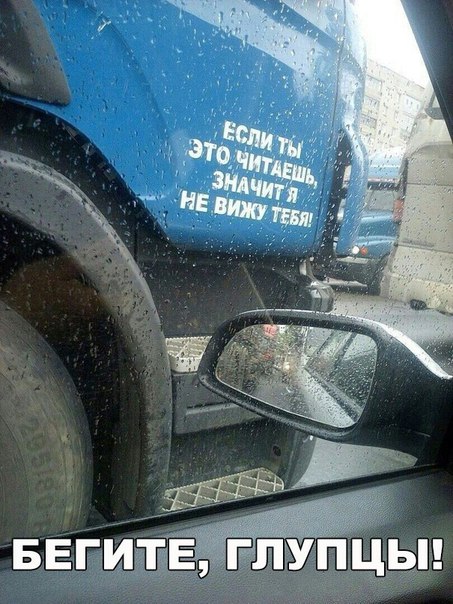 ЕСЛИ ТЫ
ЭТО ЧИТАЕШЬ,
ЗНАЧИТ Я
НЕ ВИЖУ ТЕБЯ!
БЕГИТЕ, ГЛУПЦЫ!